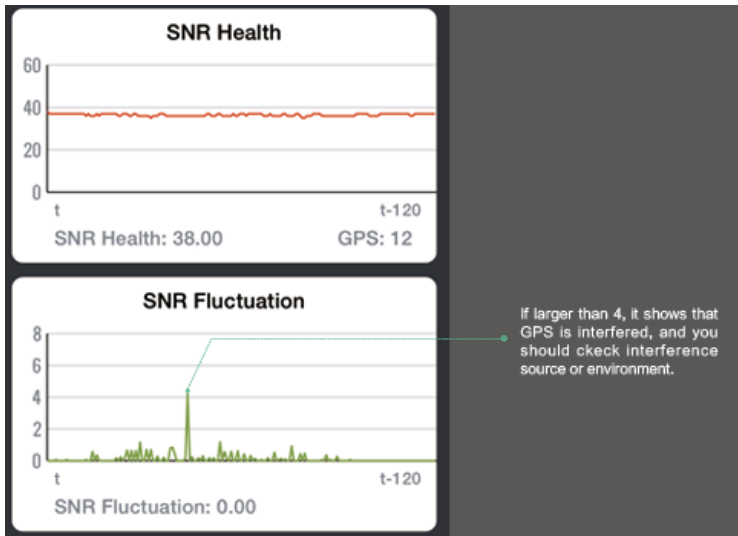 SNR Health
60
40
20
0
t t-120
SNR Health: 38.00 GPS: 12
SNR Fluctuation
8
6
4
2
0
t t-120
SNR Fluctuation: 0.00
If larger than 4, it shows that
GPS is interfered, and you
should ckeck interference
source or environment.